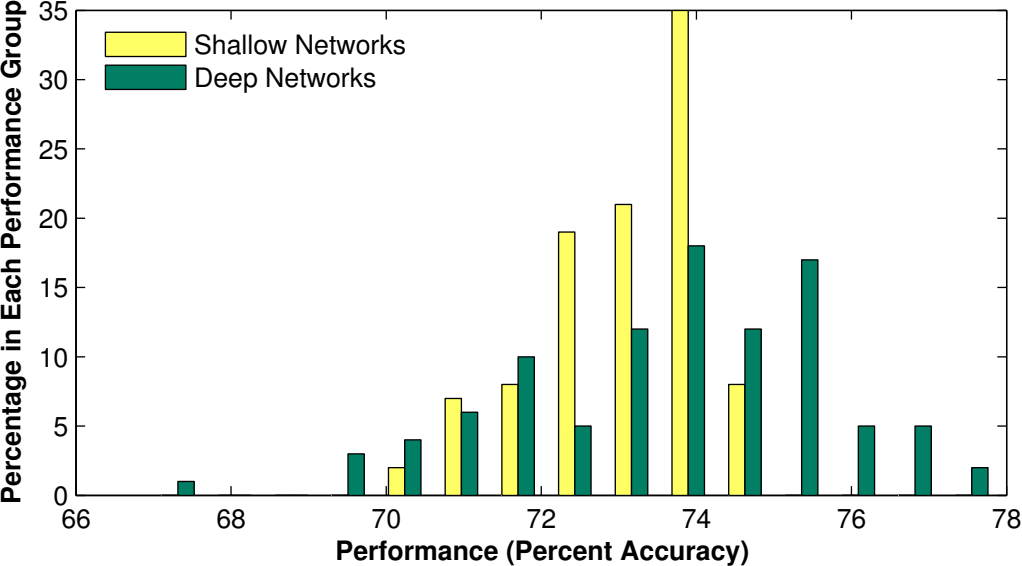 Percentage in Each Performance Group
35
30
25
20
15
10
5
0
Shallow Networks
Deep Networks
66 68 70 72 74 76 78
Performance (Percent Accuracy)